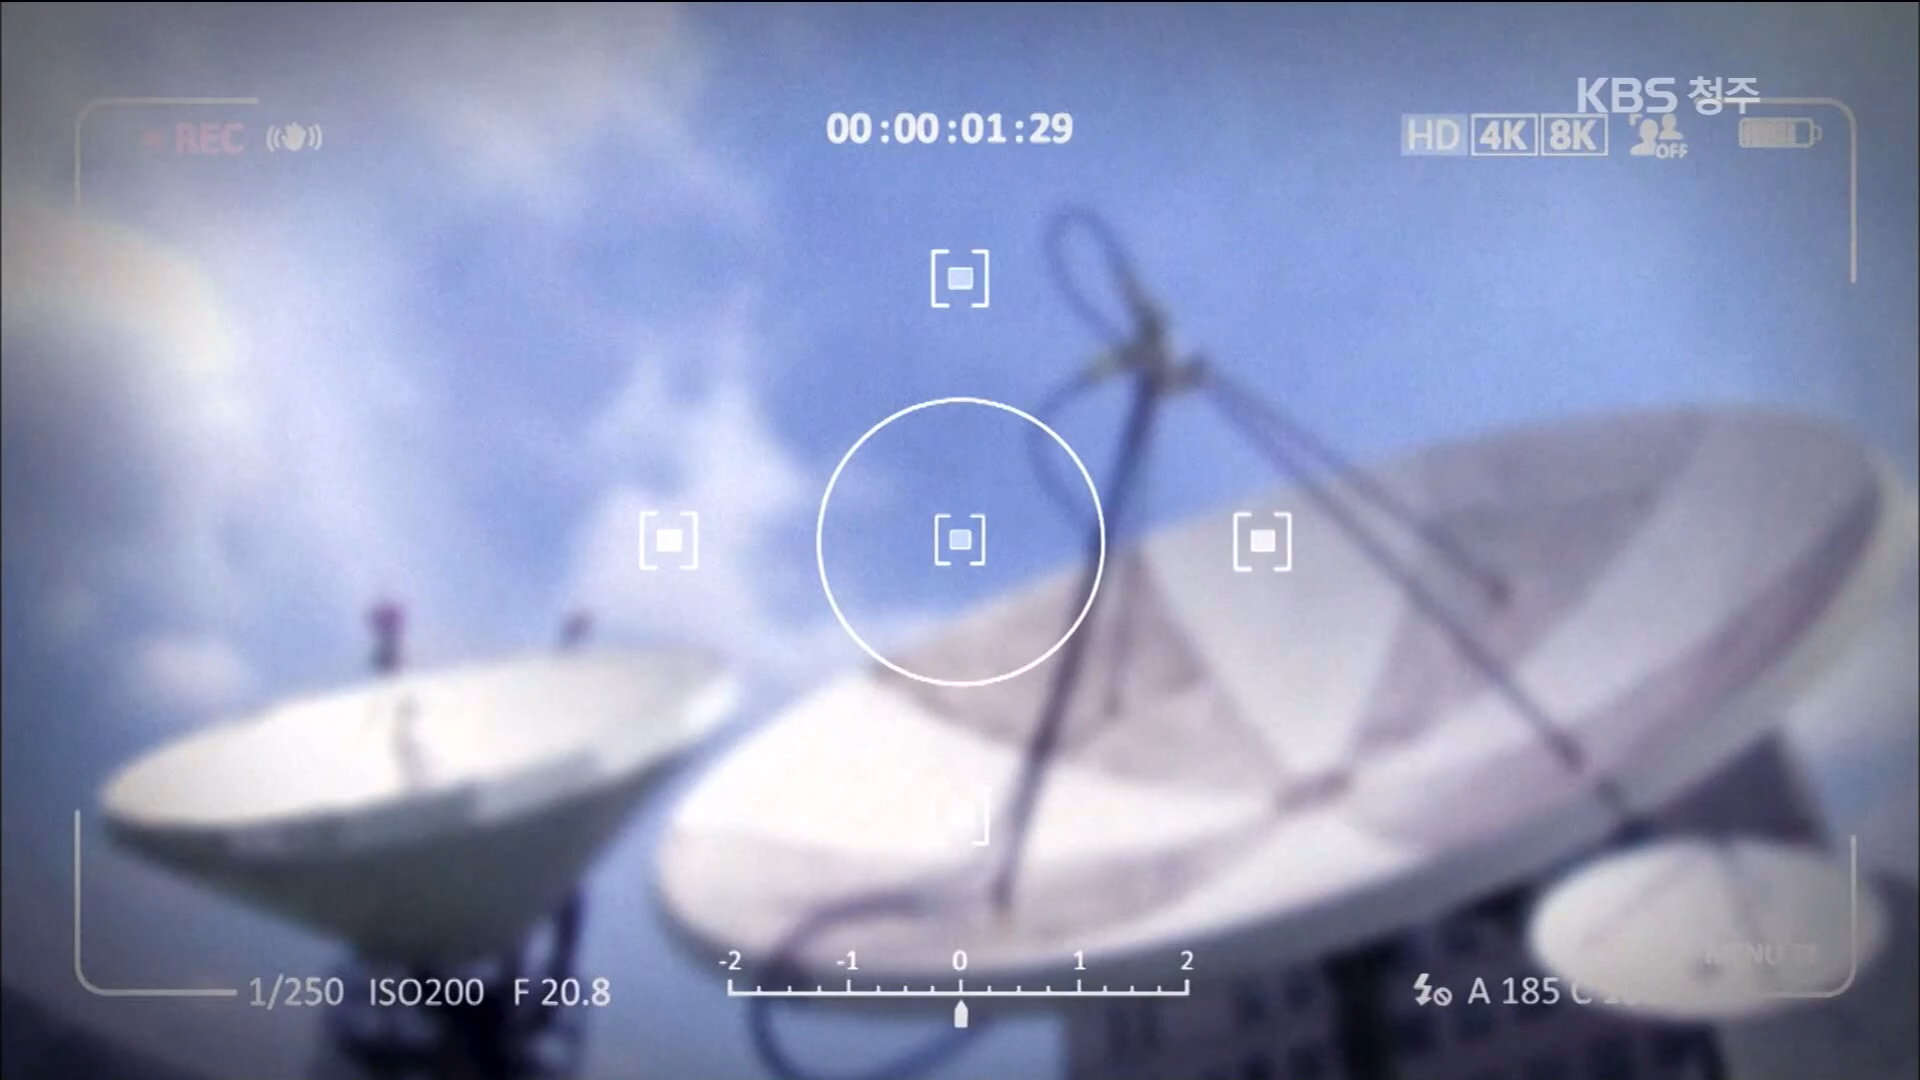 KBS 청주
REC
00:00:01:29
HD 4K 8K
OFF
-2 -1 0 1 2
1/250 ISO200 F 20.8
A 185 C
MENU